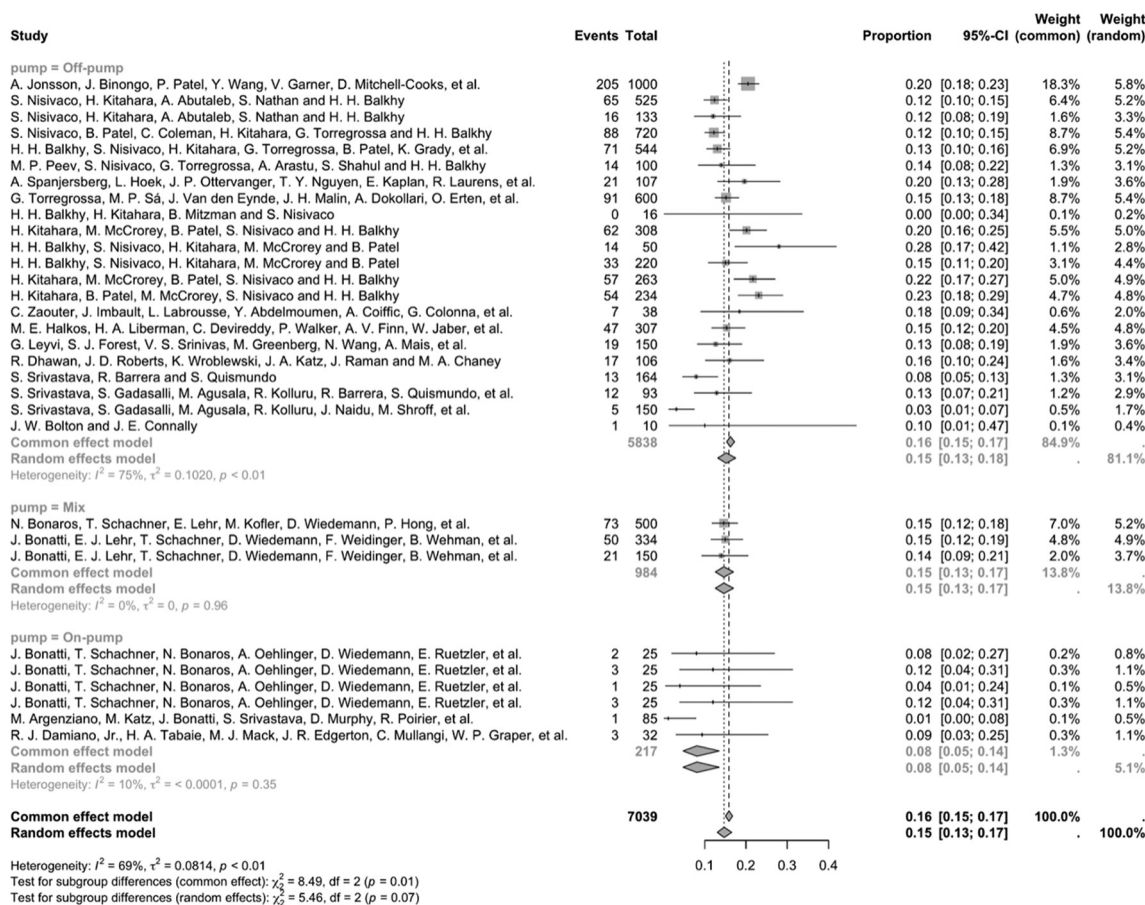 Study Events Total Proportion 95%-CI Weight (common) Weight (random)
pump = Off-pump
A. Jonsson, J. Binongo, P. Patel, Y. Wang, V. Garner, D. Mitchell-Cooks, et al. 205 1000 0.20 [0.18; 0.23] 18.3% 5.8%
S. Nisivaco, H. Kitahara, A. Abutaleb, S. Nathan and H. H. Balkhy 65 525 0.12 [0.10; 0.15] 6.4% 5.2%
S. Nisivaco, H. Kitahara, A. Abutaleb, S. Nathan and H. H. Balkhy 16 133 0.12 [0.08; 0.19] 1.6% 3.3%
S. Nisivaco, B. Patel, C. Coleman, H. Kitahara, G. Torregrossa and H. H. Balkhy 88 720 0.12 [0.10; 0.15] 8.7% 5.4%
H. H. Balkhy, S. Nisivaco, H. Kitahara, G. Torregrossa, B. Patel, K. Grady, et al. 71 544 0.13 [0.10; 0.16] 6.9% 5.2%
M. P. Peev, S. Nisivaco, G. Torregrossa, A. Arastu, S. Shahul and H. H. Balkhy 14 100 0.14 [0.08; 0.22] 1.3% 3.1%
A. Spanjersberg, L. Hoek, J. P. Ottervanger, T. Y. Nguyen, E. Kaplan, R. Laurens, et al. 21 107 0.20 [0.13; 0.28] 1.9% 3.6%
G. Torregrossa, M. P. Sá, J. Van den Eynde, J. H. Malin, A. Dokollari, O. Erten, et al. 91 600 0.15 [0.13; 0.18] 8.7% 5.4%
H. H. Balkhy, H. Kitahara, B. Mitzman and S. Nisivaco 0 16 0.00 [0.00; 0.34] 0.1% 0.2%
H. Kitahara, M. McCrorey, B. Patel, S. Nisivaco and H. H. Balkhy 62 308 0.20 [0.16; 0.25] 5.5% 5.0%
H. H. Balkhy, S. Nisivaco, H. Kitahara, M. McCrorey and B. Patel 14 50 0.28 [0.17; 0.42] 1.1% 2.8%
H. H. Balkhy, S. Nisivaco, H. Kitahara, M. McCrorey and B. Patel 33 220 0.15 [0.11; 0.20] 3.1% 4.4%
H. Kitahara, M. McCrorey, B. Patel, S. Nisivaco and H. H. Balkhy 57 263 0.22 [0.17; 0.27] 5.0% 4.9%
H. Kitahara, B. Patel, M. McCrorey, S. Nisivaco and H. H. Balkhy 54 234 0.23 [0.18; 0.29] 4.7% 4.8%
C. Zaouter, J. Imbault, L. Labrousse, Y. Abdelmoumen, A. Coiffic, G. Colonna, et al. 7 38 0.18 [0.09; 0.34] 0.6% 2.0%
M. E. Halkos, H. A. Liberman, C. Devireddy, P. Walker, A. V. Finn, W. Jaber, et al. 47 307 0.15 [0.12; 0.20] 4.5% 4.8%
G. Leyvi, S. J. Forest, V. S. Srinivas, M. Greenberg, N. Wang, A. Mais, et al. 19 150 0.13 [0.08; 0.19] 1.9% 3.6%
R. Dhawan, J. D. Roberts, K. Wroblewski, J. A. Katz, J. Raman and M. A. Chaney 17 106 0.16 [0.10; 0.24] 1.6% 3.4%
S. Srivastava, R. Barrera and S. Quismundo 13 164 0.08 [0.05; 0.13] 1.3% 3.1%
S. Srivastava, S. Gadasalli, M. Agusala, R. Kolluru, R. Barrera, S. Quismundo, et al. 12 93 0.13 [0.07; 0.21] 1.2% 2.9%
S. Srivastava, S. Gadasalli, M. Agusala, R. Kolluru, J. Naidu, M. Shroff, et al. 5 150 0.03 [0.01; 0.07] 0.5% 1.7%
J. W. Bolton and J. E. Connally 1 10 0.10 [0.01; 0.47] 0.1% 0.4%
Common effect model 5838 0.16 [0.15; 0.17] 84.9% .
Random effects model 0.15 [0.13; 0.18] . 81.1%
Heterogeneity: I² = 75%, τ² = 0.1020, p < 0.01
pump = Mix
N. Bonaros, T. Schachner, E. Lehr, M. Kofler, D. Wiedemann, P. Hong, et al. 73 500 0.15 [0.12; 0.18] 7.0% 5.2%
J. Bonatti, E. J. Lehr, T. Schachner, D. Wiedemann, F. Weidinger, B. Wehman, et al. 50 334 0.15 [0.12; 0.19] 4.8% 4.9%
J. Bonatti, E. J. Lehr, T. Schachner, D. Wiedemann, F. Weidinger, B. Wehman, et al. 21 150 0.14 [0.09; 0.21] 2.0% 3.7%
Common effect model 984 0.15 [0.13; 0.17] 13.8% .
Random effects model 0.15 [0.13; 0.17] . 13.8%
Heterogeneity: I² = 0%, τ² = 0, p = 0.96
pump = On-pump
J. Bonatti, T. Schachner, N. Bonaros, A. Oehlinger, D. Wiedemann, E. Ruetzler, et al. 2 25 0.08 [0.02; 0.27] 0.2% 0.8%
J. Bonatti, T. Schachner, N. Bonaros, A. Oehlinger, D. Wiedemann, E. Ruetzler, et al. 3 25 0.12 [0.04; 0.31] 0.3% 1.1%
J. Bonatti, T. Schachner, N. Bonaros, A. Oehlinger, D. Wiedemann, E. Ruetzler, et al. 1 25 0.04 [0.01; 0.24] 0.1% 0.5%
J. Bonatti, T. Schachner, N. Bonaros, A. Oehlinger, D. Wiedemann, E. Ruetzler, et al. 3 25 0.12 [0.04; 0.31] 0.3% 1.1%
M. Argenziano, M. Katz, J. Bonatti, S. Srivastava, D. Murphy, R. Poirier, et al. 1 85 0.01 [0.00; 0.08] 0.1% 0.5%
R. J. Damiano, Jr., H. A. Tabaie, M. J. Mack, J. R. Edgerton, C. Mullangi, W. P. Graper, et al. 3 32 0.09 [0.03; 0.25] 0.3% 1.1%
Common effect model 217 0.08 [0.05; 0.14] 1.3% .
Random effects model 0.08 [0.05; 0.14] . 5.1%
Heterogeneity: I² = 10%, τ² = < 0.0001, p = 0.35
Common effect model 7039 0.16 [0.15; 0.17] 100.0% .
Random effects model 0.15 [0.13; 0.17] . 100.0%
0.1 0.2 0.3 0.4
Heterogeneity: I² = 69%, τ² = 0.0814, p < 0.01
Test for subgroup differences (common effect): χ²₂ = 8.49, df = 2 (p = 0.01)
Test for subgroup differences (random effects): χ²₂ = 5.46, df = 2 (p = 0.07)